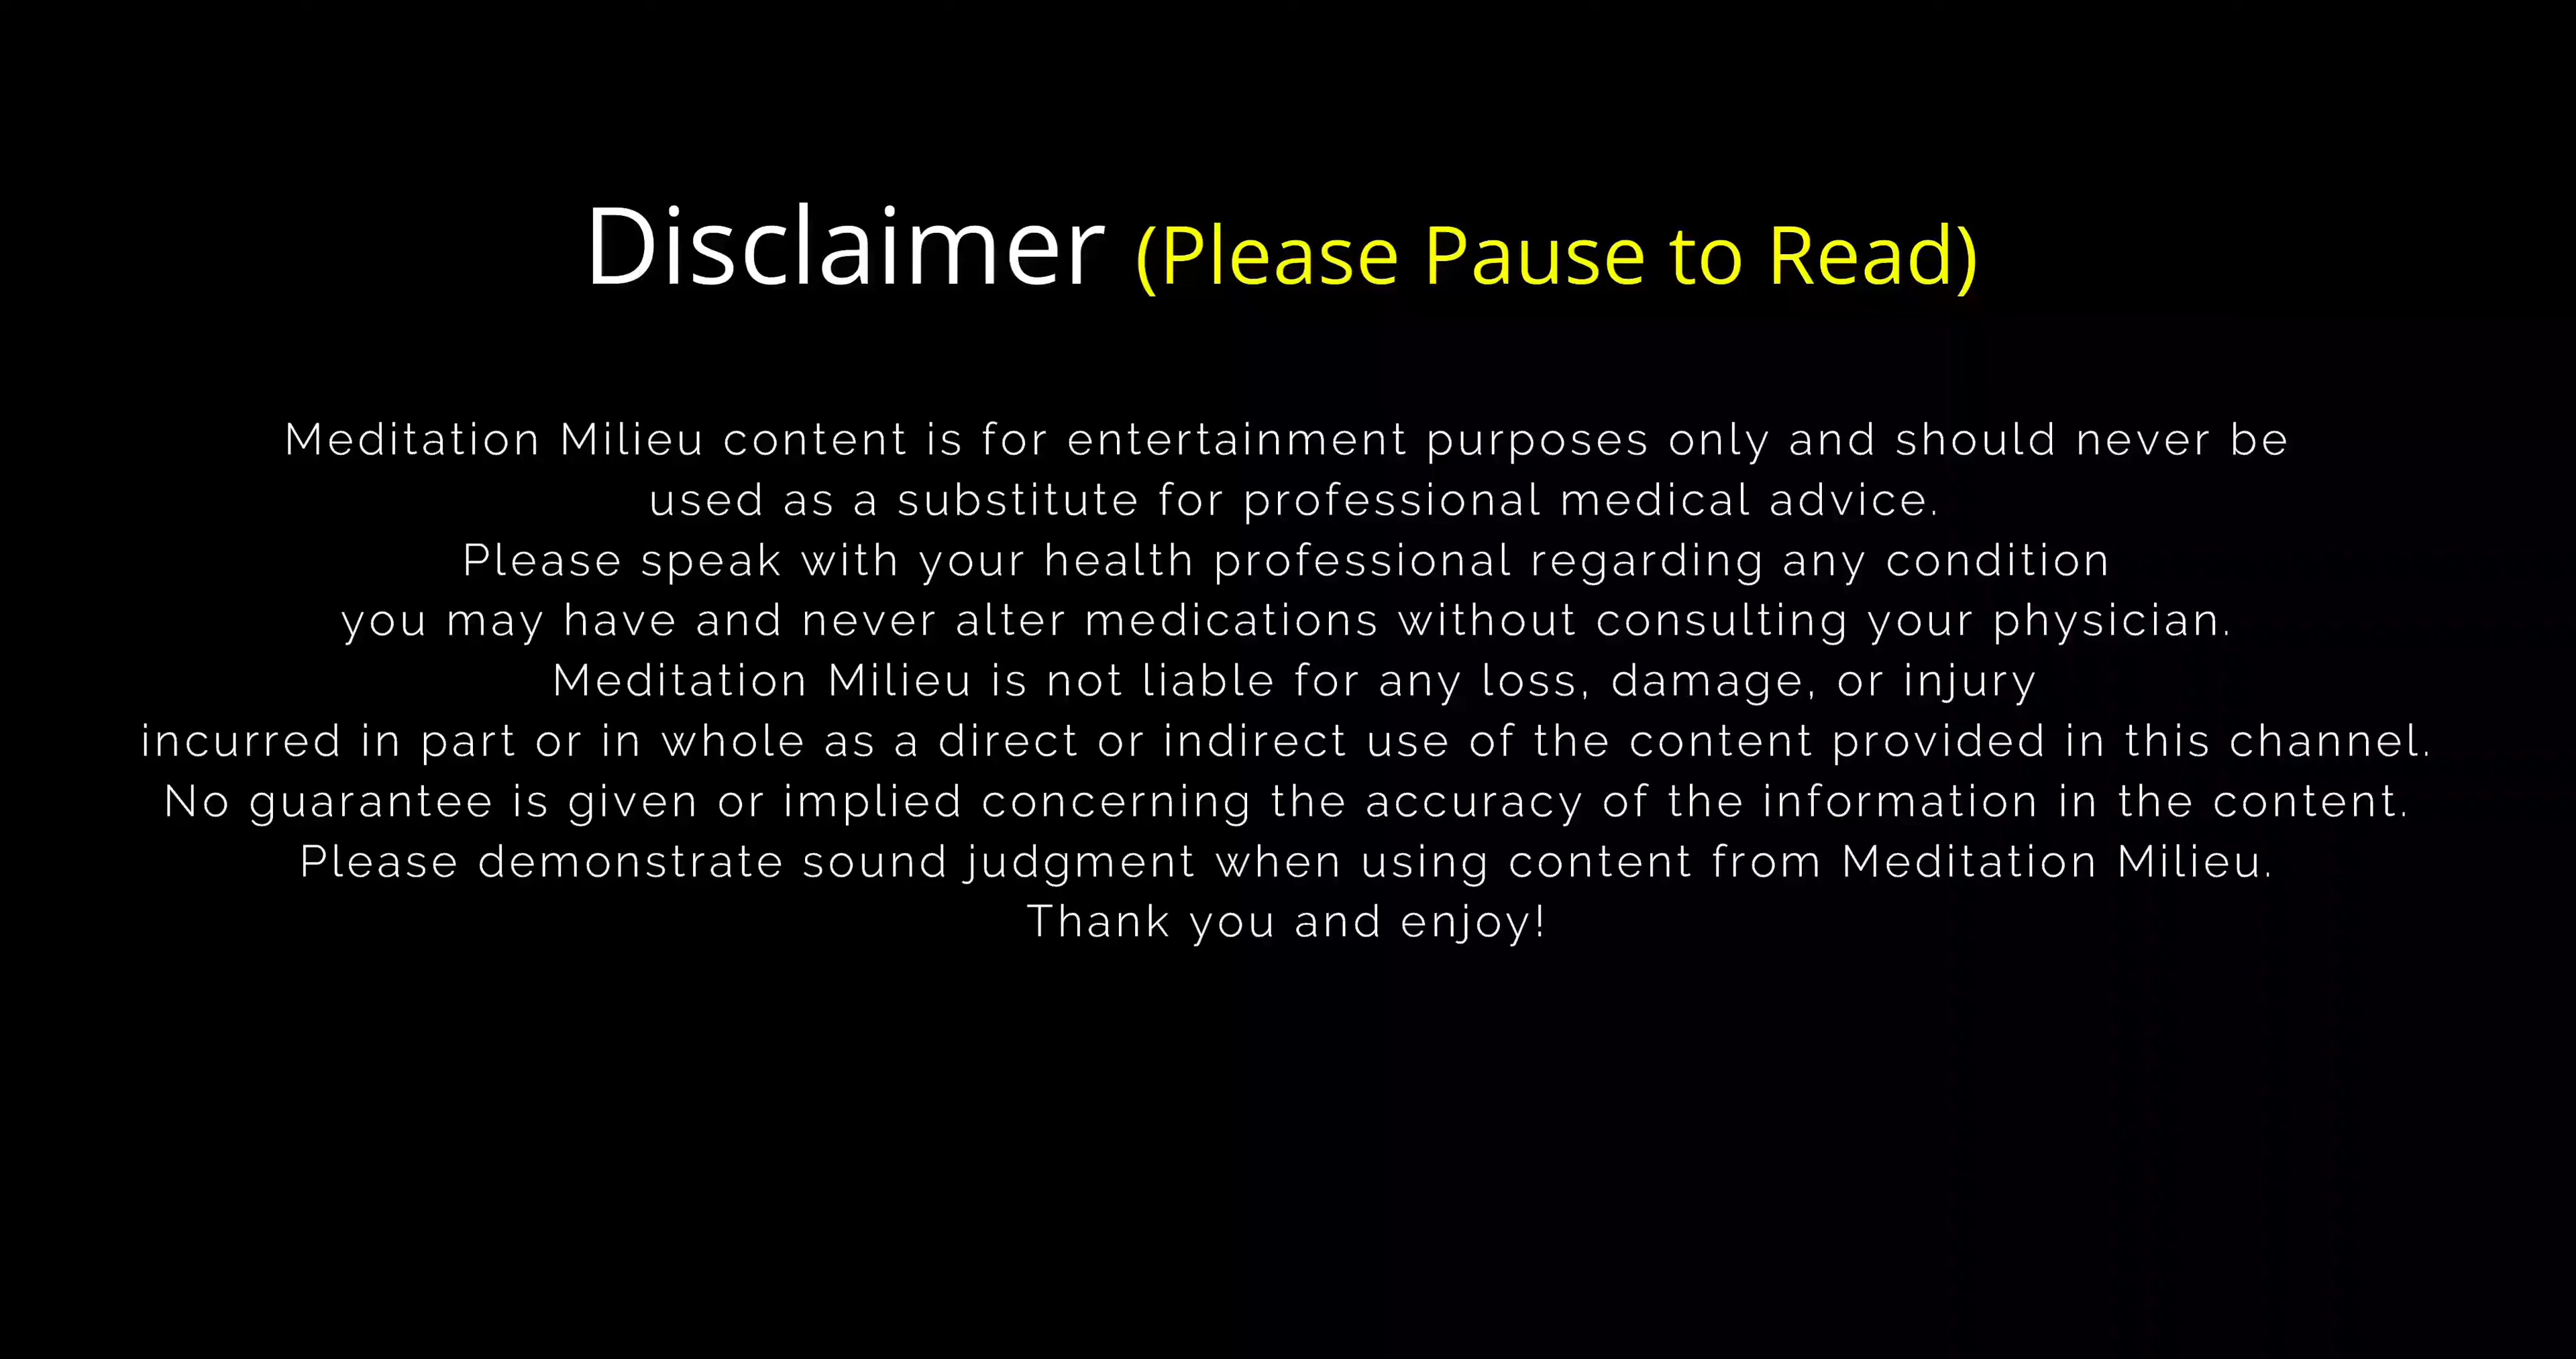 Disclaimer (Please Pause to Read)
Meditation Milieu content is for entertainment purposes only and should never be
used as a substitute for professional medical advice.
Please speak with your health professional regarding any condition
you may have and never alter medications without consulting your physician.
Meditation Milieu is not liable for any loss, damage, or injury
incurred in part or in whole as a direct or indirect use of the content provided in this channel.
No guarantee is given or implied concerning the accuracy of the information in the content.
Please demonstrate sound judgment when using content from Meditation Milieu.
Thank you and enjoy!